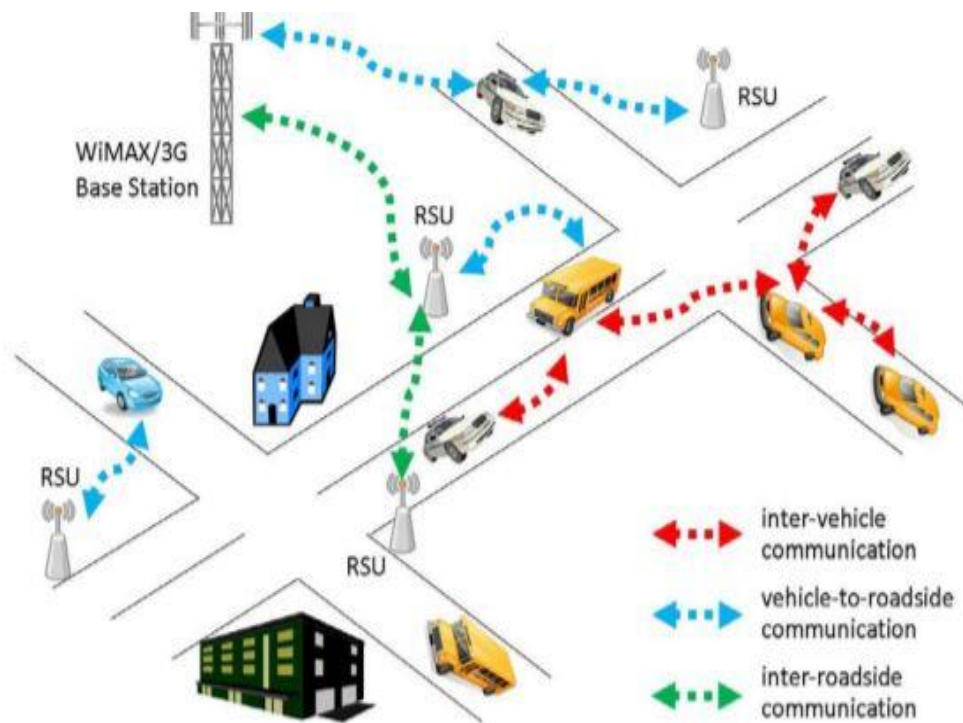 RSU
WiMAX/3G
Base Station
RSU
RSU
RSU
inter-vehicle
communication
vehicle-to-roadside
communication
inter-roadside
communication